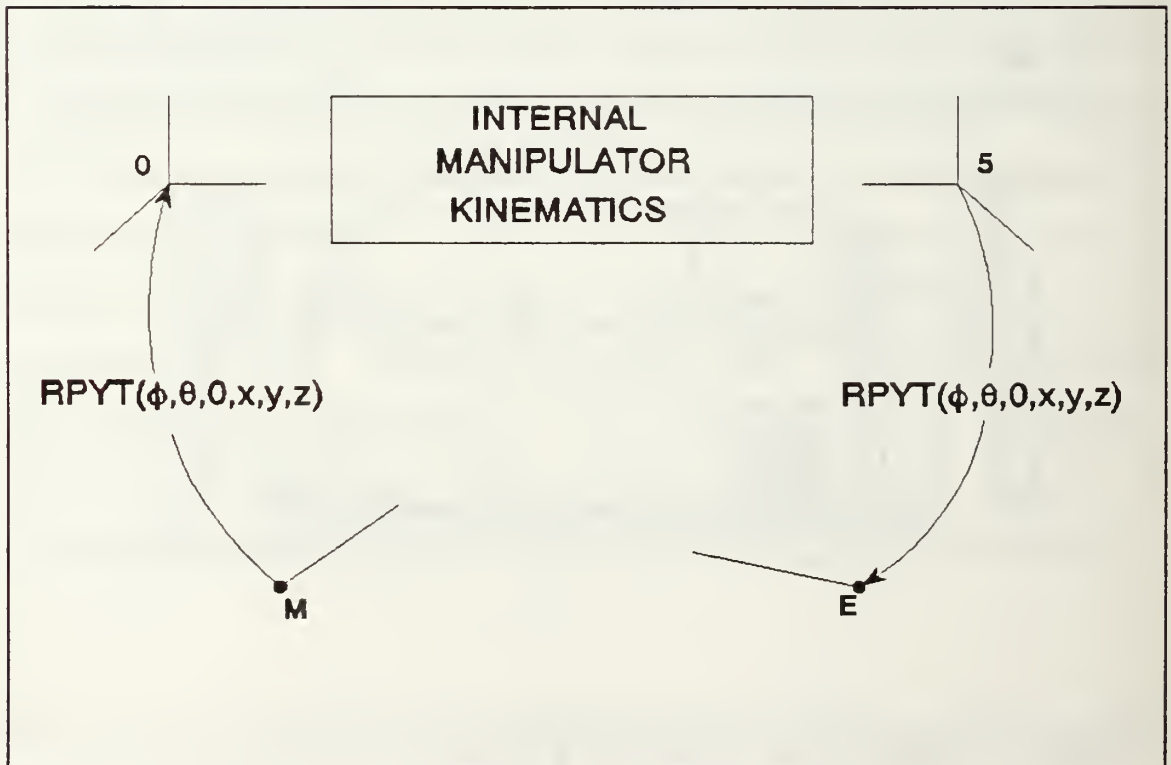 INTERNAL
MANIPULATOR
KINEMATICS
0
5
RPYT(ϕ,θ,0,x,y,z)
RPYT(ϕ,θ,0,x,y,z)
M
E